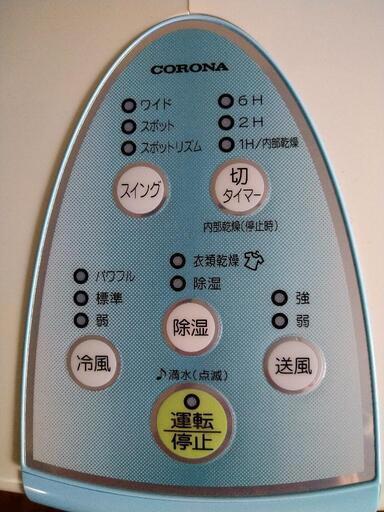 CORONA
ワイド
スポット
スポットリズム
スイング
6H
2H
1H/内部乾燥
切
タイマー
内部乾燥(停止時)
パワフル
標準
弱
冷風
衣類乾燥
除湿
除湿
強
弱
送風
♪満水(点滅)
運転
停止